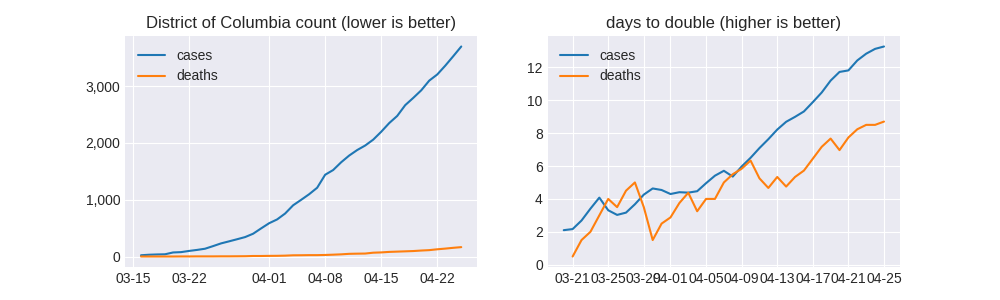 District of Columbia count (lower is better)
cases
deaths
3,000
2,000
1,000
0
03-15 03-22 04-01 04-08 04-15 04-22
days to double (higher is better)
cases
deaths
12
10
8
6
4
2
0
03-21 03-25 03-28 04-01 04-05 04-09 04-13 04-17 04-21 04-25